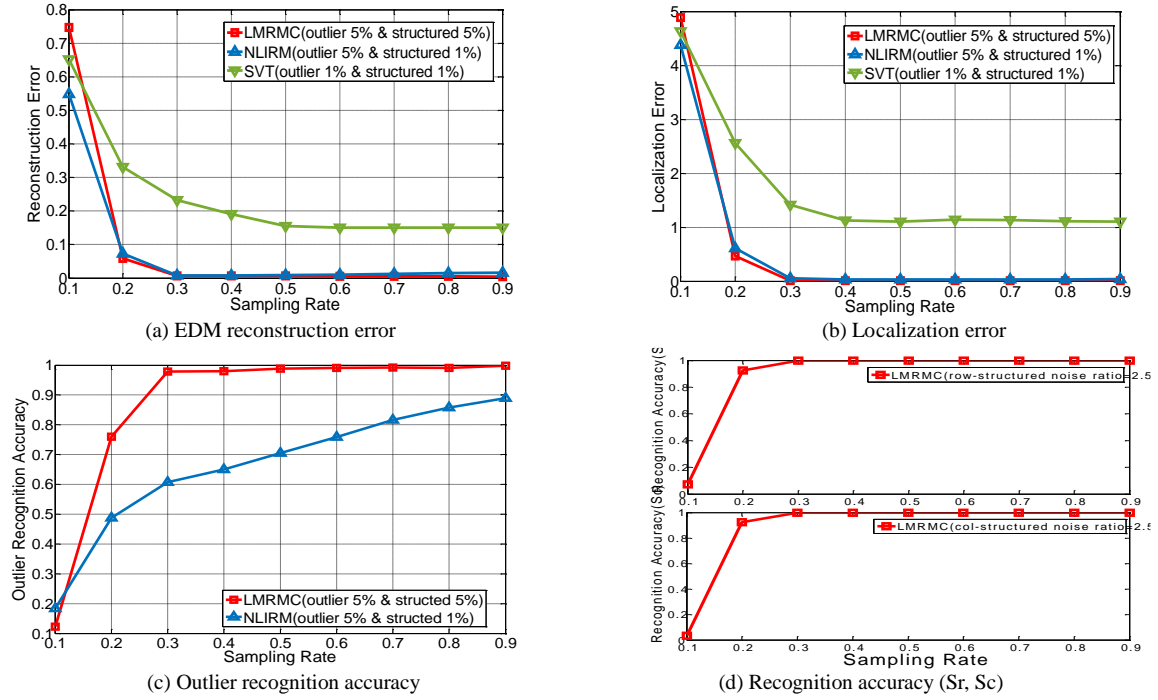 0.8
0.7
0.6
0.5
0.4
0.3
0.2
0.1
0
Reconstruction Error
LMRMC(outlier 5% & structured 5%)
NLIRM(outlier 5% & structured 1%)
SVT(outlier 1% & structured 1%)
0.1 0.2 0.3 0.4 0.5 0.6 0.7 0.8 0.9
Sampling Rate
(a) EDM reconstruction error
5
4
3
2
1
0
Localization Error
LMRMC(outlier 5% & structured 5%)
NLIRM(outlier 5% & structured 1%)
SVT(outlier 1% & structured 1%)
0.1 0.2 0.3 0.4 0.5 0.6 0.7 0.8 0.9
Sampling Rate
(b) Localization error
1
0.9
0.8
0.7
0.6
0.5
0.4
0.3
0.2
0.1
Outlier Recognition Accuracy
LMRMC(outlier 5% & structed 5%)
NLIRM(outlier 5% & structed 1%)
0.1 0.2 0.3 0.4 0.5 0.6 0.7 0.8 0.9
Sampling Rate
(c) Outlier recognition accuracy
1
0.8
0.6
0.4
0.2
0
Recognition Accuracy(S
LMRMC(row-structured noise ratio=2.5
0.1 0.2 0.3 0.4 0.5 0.6 0.7 0.8 0.9
1
0.8
0.6
0.4
0.2
0
Recognition Accuracy(Sc)
LMRMC(col-structured noise ratio=2.5
0.1 0.2 0.3 0.4 0.5 0.6 0.7 0.8 0.9
Sampling Rate
(d) Recognition accuracy (Sr, Sc)